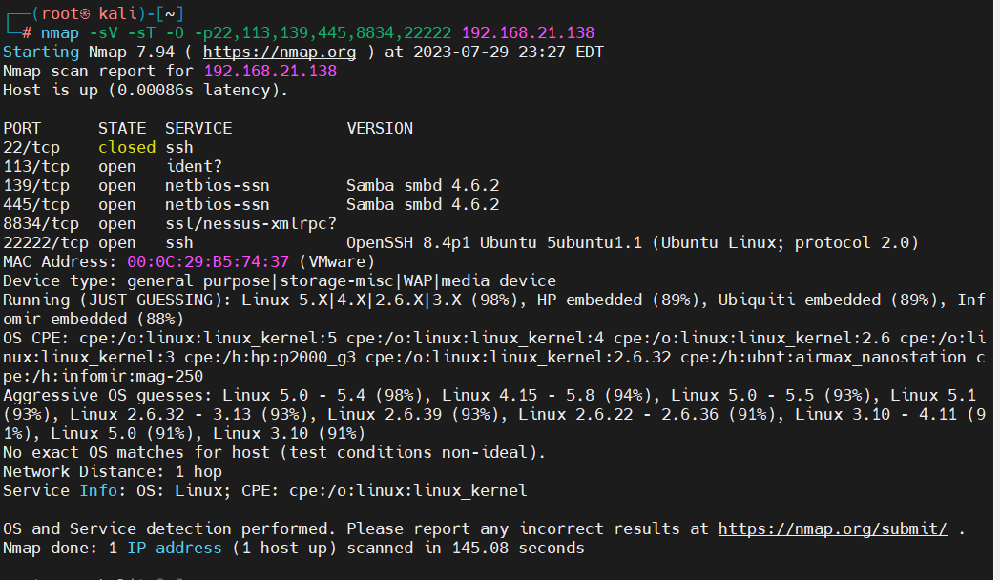 ┌──(root㉿ kali)-[~]
└─# nmap -sV -sT -O -p22,113,139,445,8834,22222 192.168.21.138
Starting Nmap 7.94 ( https://nmap.org ) at 2023-07-29 23:27 EDT
Nmap scan report for 192.168.21.138
Host is up (0.00086s latency).
PORT      STATE  SERVICE            VERSION
22/tcp    closed ssh
113/tcp   open   ident?
139/tcp   open   netbios-ssn        Samba smbd 4.6.2
445/tcp   open   netbios-ssn        Samba smbd 4.6.2
8834/tcp  open   ssl/nessus-xmlrpc?
22222/tcp open   ssh                OpenSSH 8.4p1 Ubuntu 5ubuntu1.1 (Ubuntu Linux; protocol 2.0)
MAC Address: 00:0C:29:B5:74:37 (VMware)
Device type: general purpose|storage-misc|WAP|media device
Running (JUST GUESSING): Linux 5.X|4.X|2.6.X|3.X (98%), HP embedded (89%), Ubiquiti embedded (89%), Inf
omir embedded (88%)
OS CPE: cpe:/o:linux:linux_kernel:5 cpe:/o:linux:linux_kernel:4 cpe:/o:linux:linux_kernel:2.6 cpe:/o:li
nux:linux_kernel:3 cpe:/h:hp:p2000_g3 cpe:/o:linux:linux_kernel:2.6.32 cpe:/h:ubnt:airmax_nanostation c
pe:/h:infomir:mag-250
Aggressive OS guesses: Linux 5.0 - 5.4 (98%), Linux 4.15 - 5.8 (94%), Linux 5.0 - 5.5 (93%), Linux 5.1
(93%), Linux 2.6.32 - 3.13 (93%), Linux 2.6.39 (93%), Linux 2.6.22 - 2.6.36 (91%), Linux 3.10 - 4.11 (9
1%), Linux 5.0 (91%), Linux 3.10 (91%)
No exact OS matches for host (test conditions non-ideal).
Network Distance: 1 hop
Service Info: OS: Linux; CPE: cpe:/o:linux:linux_kernel
OS and Service detection performed. Please report any incorrect results at https://nmap.org/submit/ .
Nmap done: 1 IP address (1 host up) scanned in 145.08 seconds